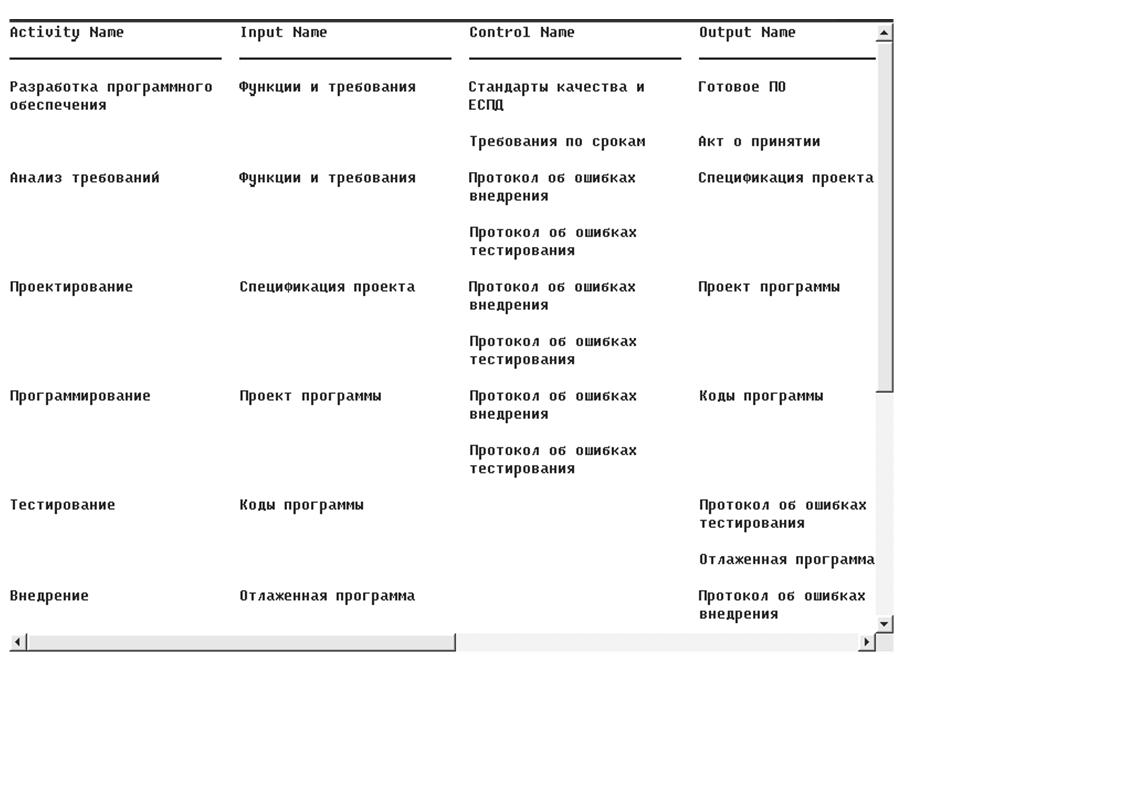 Activity Name Input Name Control Name Output Name
Разработка программного Функции и требования Стандарты качества и Готовое ПО
обеспечения ЕСПД
Требования по срокам Акт о принятии
Анализ требований Функции и требования Протокол об ошибках Спецификация проекта
внедрения
Протокол об ошибках
тестирования
Проектирование Спецификация проекта Протокол об ошибках Проект программы
внедрения
Протокол об ошибках
тестирования
Программирование Проект программы Протокол об ошибках Коды программы
внедрения
Протокол об ошибках
тестирования
Тестирование Коды программы Протокол об ошибках
тестирования
Отлаженная программа
Внедрение Отлаженная программа Протокол об ошибках
внедрения